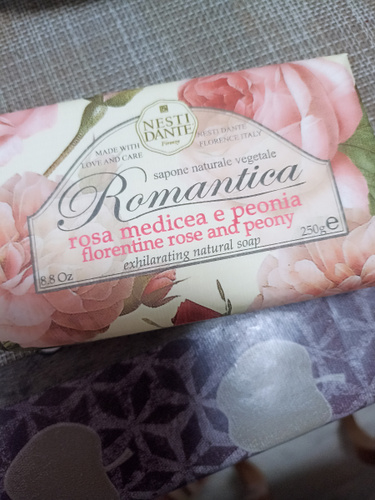 NESTI
DANTE
Firenze
MADE WITH
LOVE AND CARE
NESTI DANTE
FLORENCE ITALY
sapone naturale vegetale
Romantica
rosa medicea e peonia
florentine rose and peony
exhilarating natural soap
8.8 Oz
250g℮